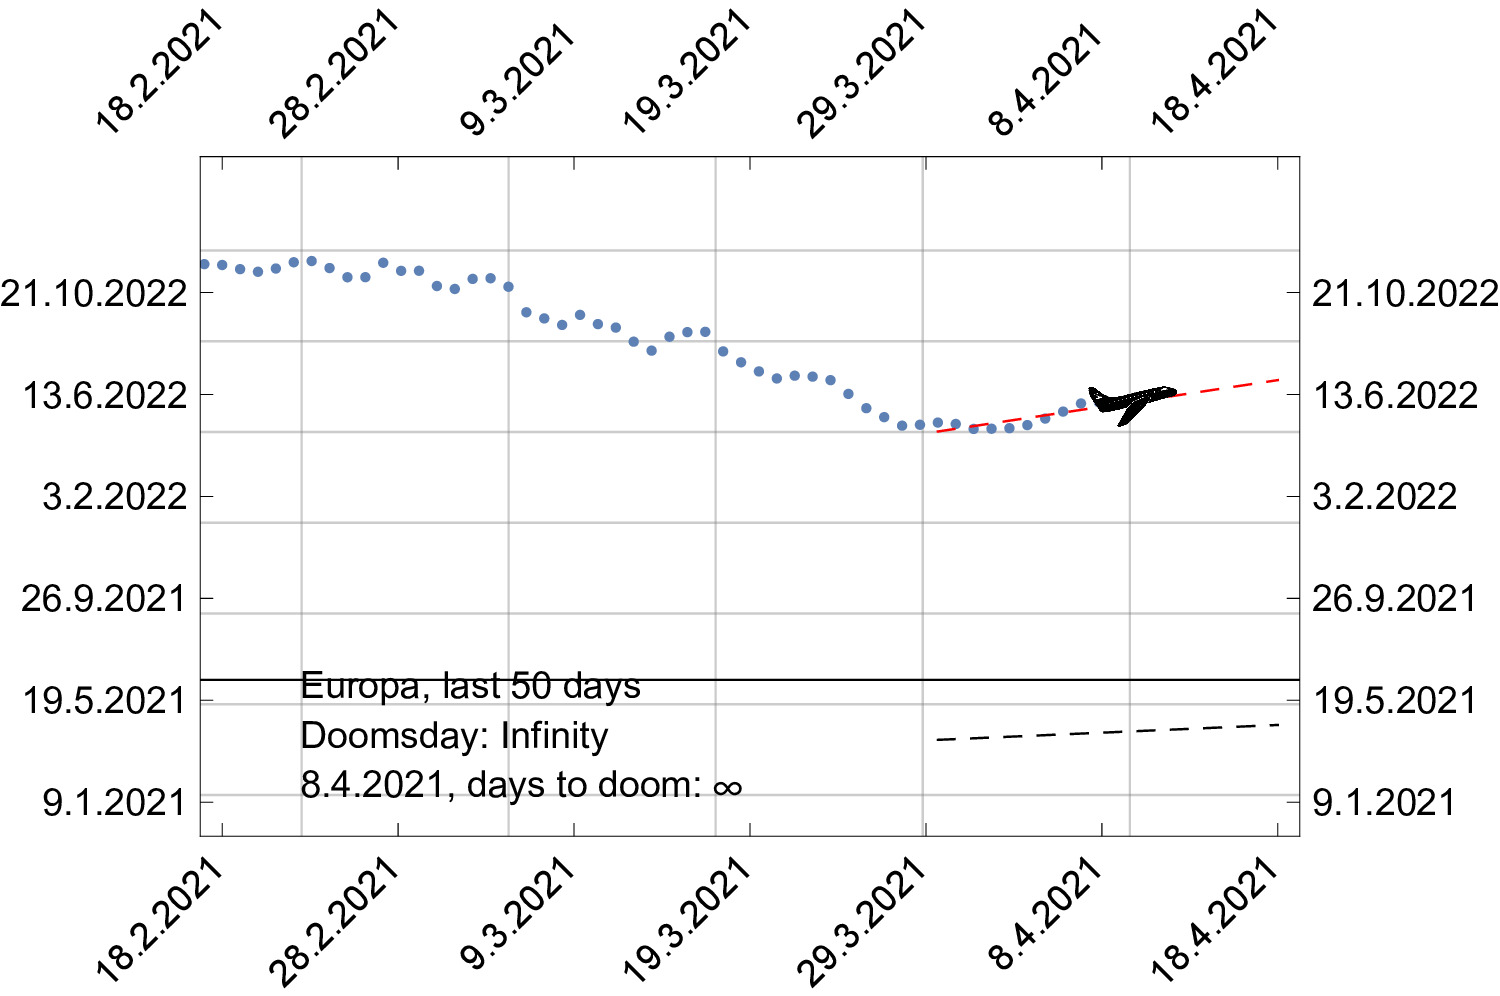 18.2.2021 28.2.2021 9.3.2021 19.3.2021 29.3.2021 8.4.2021 18.4.2021
21.10.2022 21.10.2022
13.6.2022 13.6.2022
3.2.2022 3.2.2022
26.9.2021 26.9.2021
19.5.2021 19.5.2021
9.1.2021 9.1.2021
Europa, last 50 days
Doomsday: Infinity
8.4.2021, days to doom: ∞
18.2.2021 28.2.2021 9.3.2021 19.3.2021 29.3.2021 8.4.2021 18.4.2021